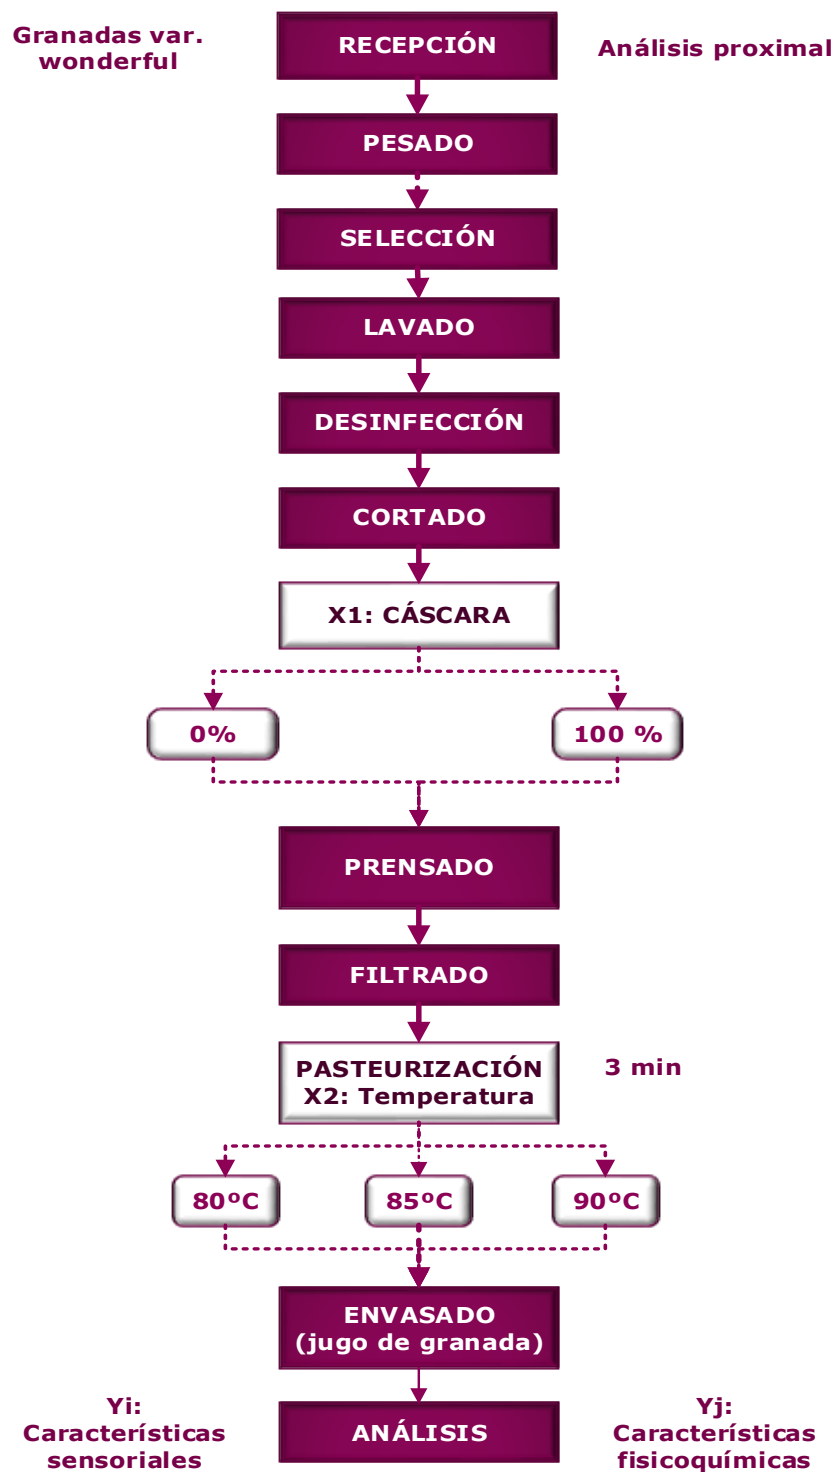 Granadas var.
wonderful
RECEPCIÓN
Análisis proximal
PESADO
SELECCIÓN
LAVADO
DESINFECCIÓN
CORTADO
X1: CÁSCARA
0%
100 %
PRENSADO
FILTRADO
PASTEURIZACIÓN
X2: Temperatura
3 min
80ºC
85ºC
90ºC
ENVASADO
(jugo de granada)
Yi:
Características
sensoriales
ANÁLISIS
Yj:
Características
fisicoquímicas